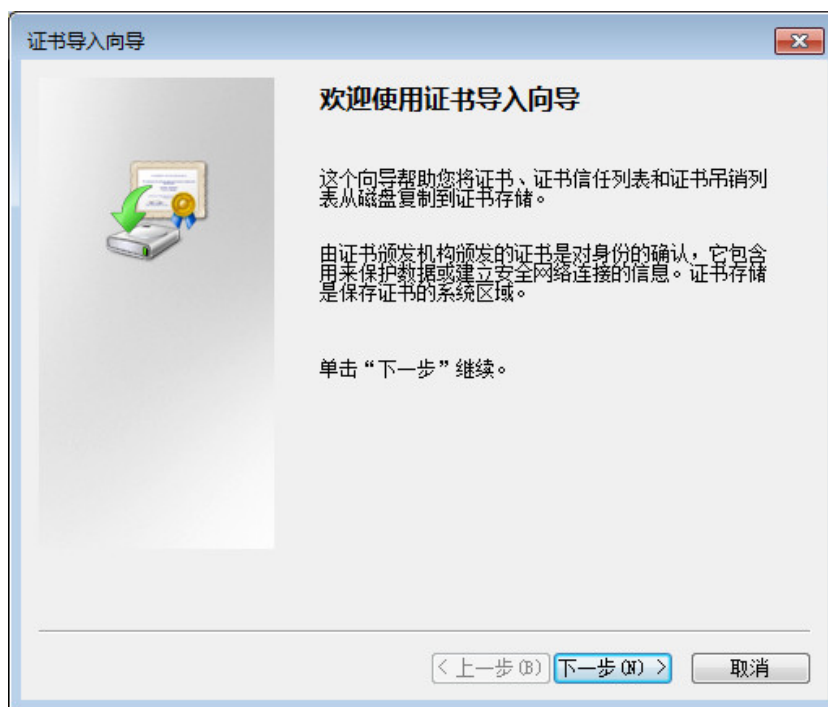 证书导入向导
欢迎使用证书导入向导
这个向导帮助您将证书、证书信任列表和证书吊销列
表从磁盘复制到证书存储。
由证书颁发机构颁发的证书是对身份的确认，它包含
用来保护数据或建立安全网络连接的信息。证书存储
是保存证书的系统区域。
单击“下一步”继续。
< 上一步(B) 下一步(N) > 取消